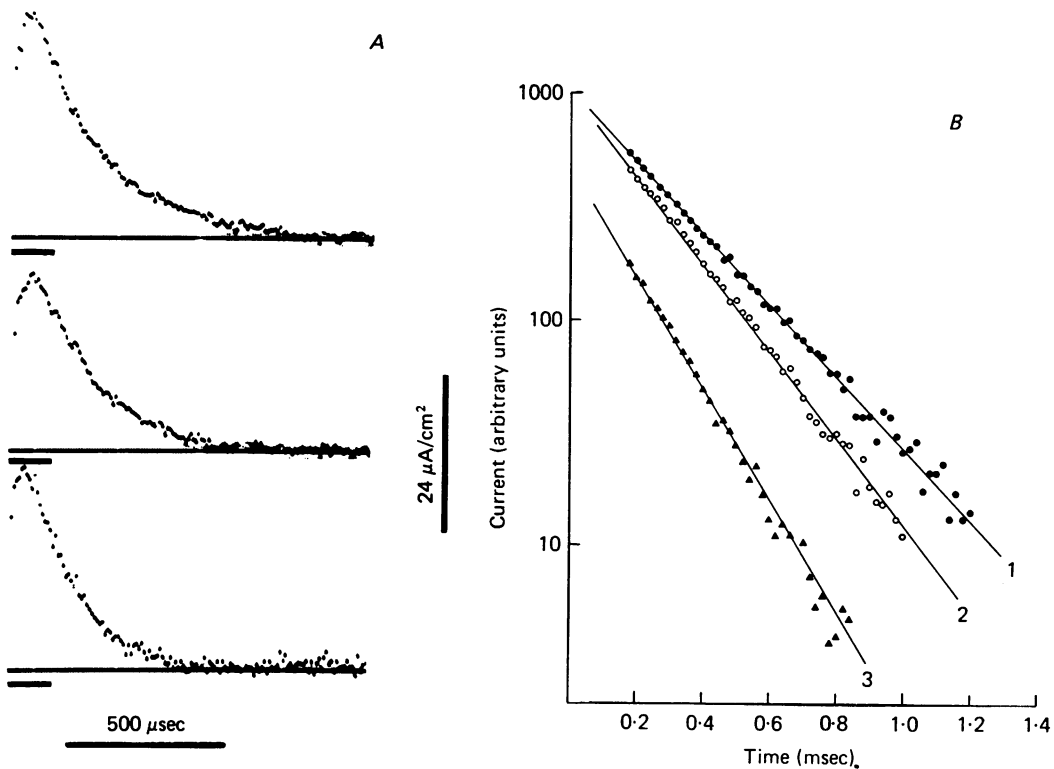 A
24 μA/cm²
500 μsec
B
Current (arbitrary units)
1000
100
10
1
2
3
0·2
0·4
0·6
0·8
1·0
1·2
1·4
Time (msec).